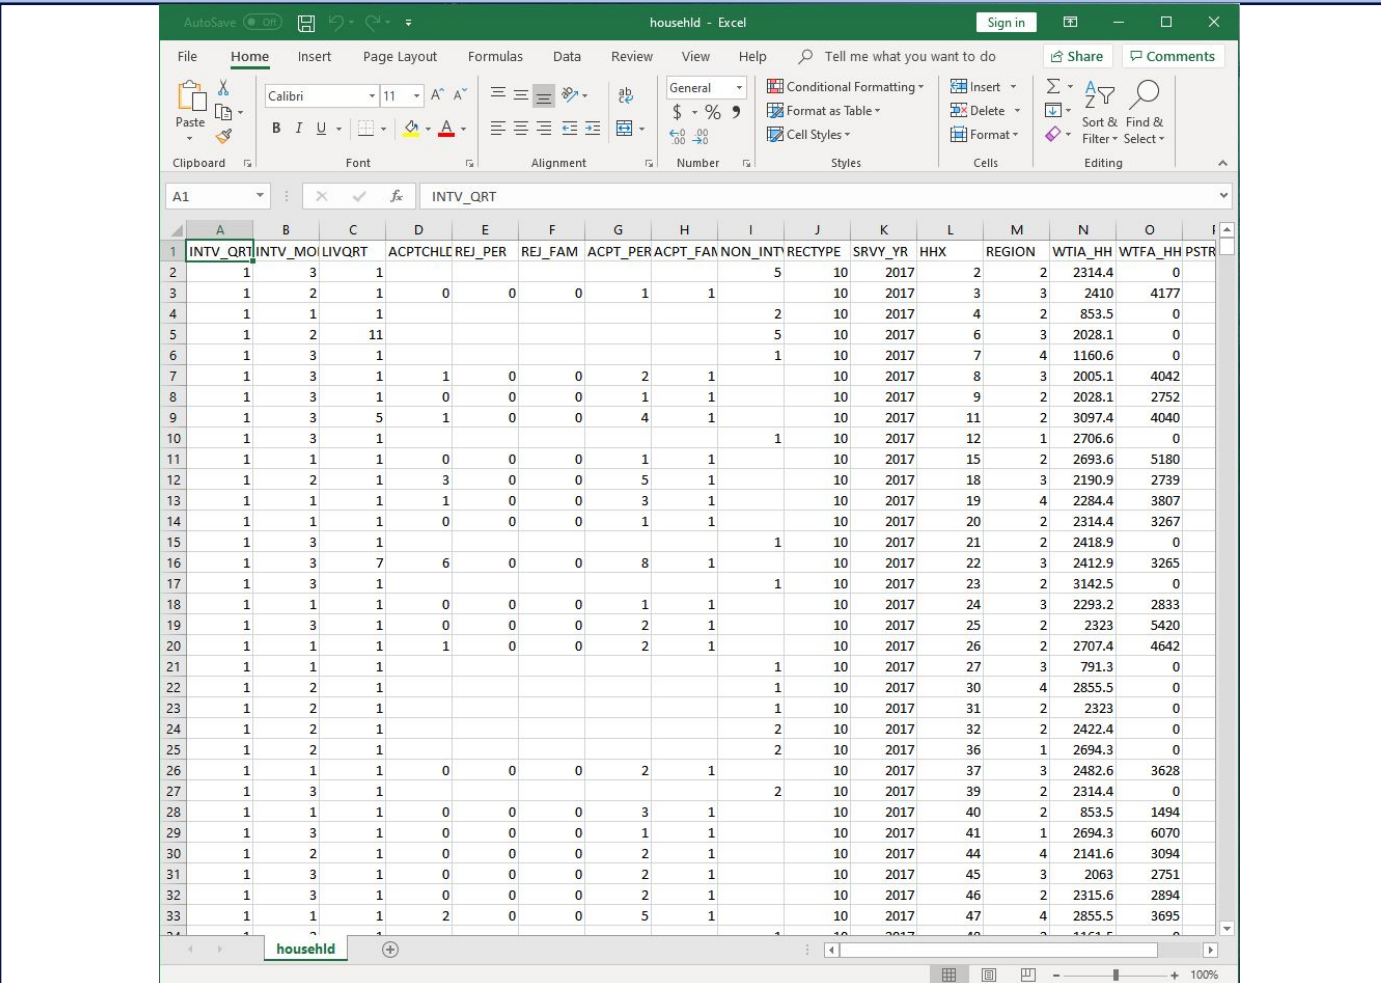 AutoSave Off househld - Excel Sign in
File Home Insert Page Layout Formulas Data Review View Help Tell me what you want to do Share Comments
Paste Calibri 11 A A ab General Conditional Formatting Insert
B I U A $ % 9 Format as Table Delete Sort & Find &
Cell Styles Format Filter Select
Clipboard Font Alignment Number Styles Cells Editing
A1 fx INTV_QRT
A B C D E F G H I J K L M N O
1 INTV_QRT INTV_MO LIVQRT ACPTCHLD REJ_PER REJ_FAM ACPT_PER ACPT_FAM NON_INTV RECTYPE SRVY_YR HHX REGION WTIA_HH WTFA_HH PSTR
2 1 3 1 5 10 2017 2 2 2314.4 0
3 1 2 1 0 0 0 1 1 10 2017 3 3 2410 4177
4 1 1 1 2 10 2017 4 2 853.5 0
5 1 2 11 5 10 2017 6 3 2028.1 0
6 1 3 1 1 10 2017 7 4 1160.6 0
7 1 3 1 1 0 0 2 1 10 2017 8 3 2005.1 4042
8 1 3 1 0 0 0 1 1 10 2017 9 2 2028.1 2752
9 1 3 5 1 0 0 4 1 10 2017 11 2 3097.4 4040
10 1 3 1 1 10 2017 12 1 2706.6 0
11 1 1 1 0 0 0 1 1 10 2017 15 2 2693.6 5180
12 1 2 1 3 0 0 5 1 10 2017 18 3 2190.9 2739
13 1 1 1 1 0 0 3 1 10 2017 19 4 2284.4 3807
14 1 1 1 0 0 0 1 1 10 2017 20 2 2314.4 3267
15 1 3 1 1 10 2017 21 2 2418.9 0
16 1 3 7 6 0 0 8 1 10 2017 22 3 2412.9 3265
17 1 3 1 1 10 2017 23 2 3142.5 0
18 1 1 1 0 0 0 1 1 10 2017 24 3 2293.2 2833
19 1 3 1 0 0 0 2 1 10 2017 25 2 2323 5420
20 1 1 1 1 0 0 2 1 10 2017 26 2 2707.4 4642
21 1 1 1 1 10 2017 27 3 791.3 0
22 1 2 1 1 10 2017 30 4 2855.5 0
23 1 2 1 1 10 2017 31 2 2323 0
24 1 2 1 2 10 2017 32 2 2422.4 0
25 1 2 1 2 10 2017 36 1 2694.3 0
26 1 1 1 0 0 0 2 1 10 2017 37 3 2482.6 3628
27 1 3 1 2 10 2017 39 2 2314.4 0
28 1 1 1 0 0 0 3 1 10 2017 40 2 853.5 1494
29 1 3 1 0 0 0 1 1 10 2017 41 1 2694.3 6070
30 1 2 1 0 0 0 2 1 10 2017 44 4 2141.6 3094
31 1 3 1 0 0 0 2 1 10 2017 45 3 2063 2751
32 1 3 1 0 0 0 2 1 10 2017 46 2 2315.6 2894
33 1 1 1 2 0 0 5 1 10 2017 47 4 2855.5 3695
househld
100%